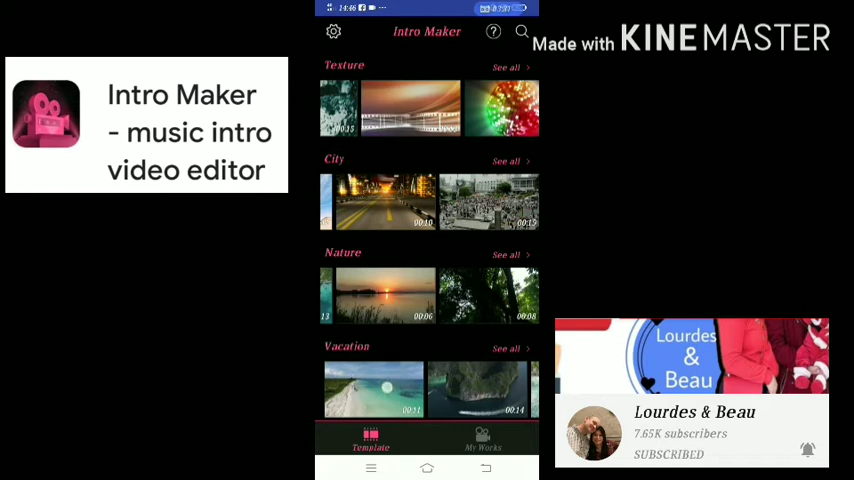 14:46
Intro Maker
?
Made with KINEMASTER
Intro Maker
- music intro
video editor
Texture
See all >
00:15
City
See all >
00:10
00:15
Nature
See all >
13
00:06
00:08
Vacation
See all >
00:11
00:14
Template
My Works
Lourdes
&
Beau
Lourdes & Beau
7.65K subscribers
SUBSCRIBED